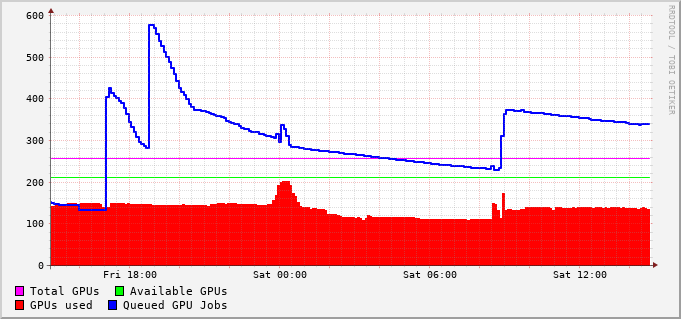 600
500
400
300
200
100
0
Fri 18:00 Sat 00:00 Sat 06:00 Sat 12:00
Total GPUs Available GPUs
GPUs used Queued GPU Jobs
RRDTOOL / TOBI OETIKER